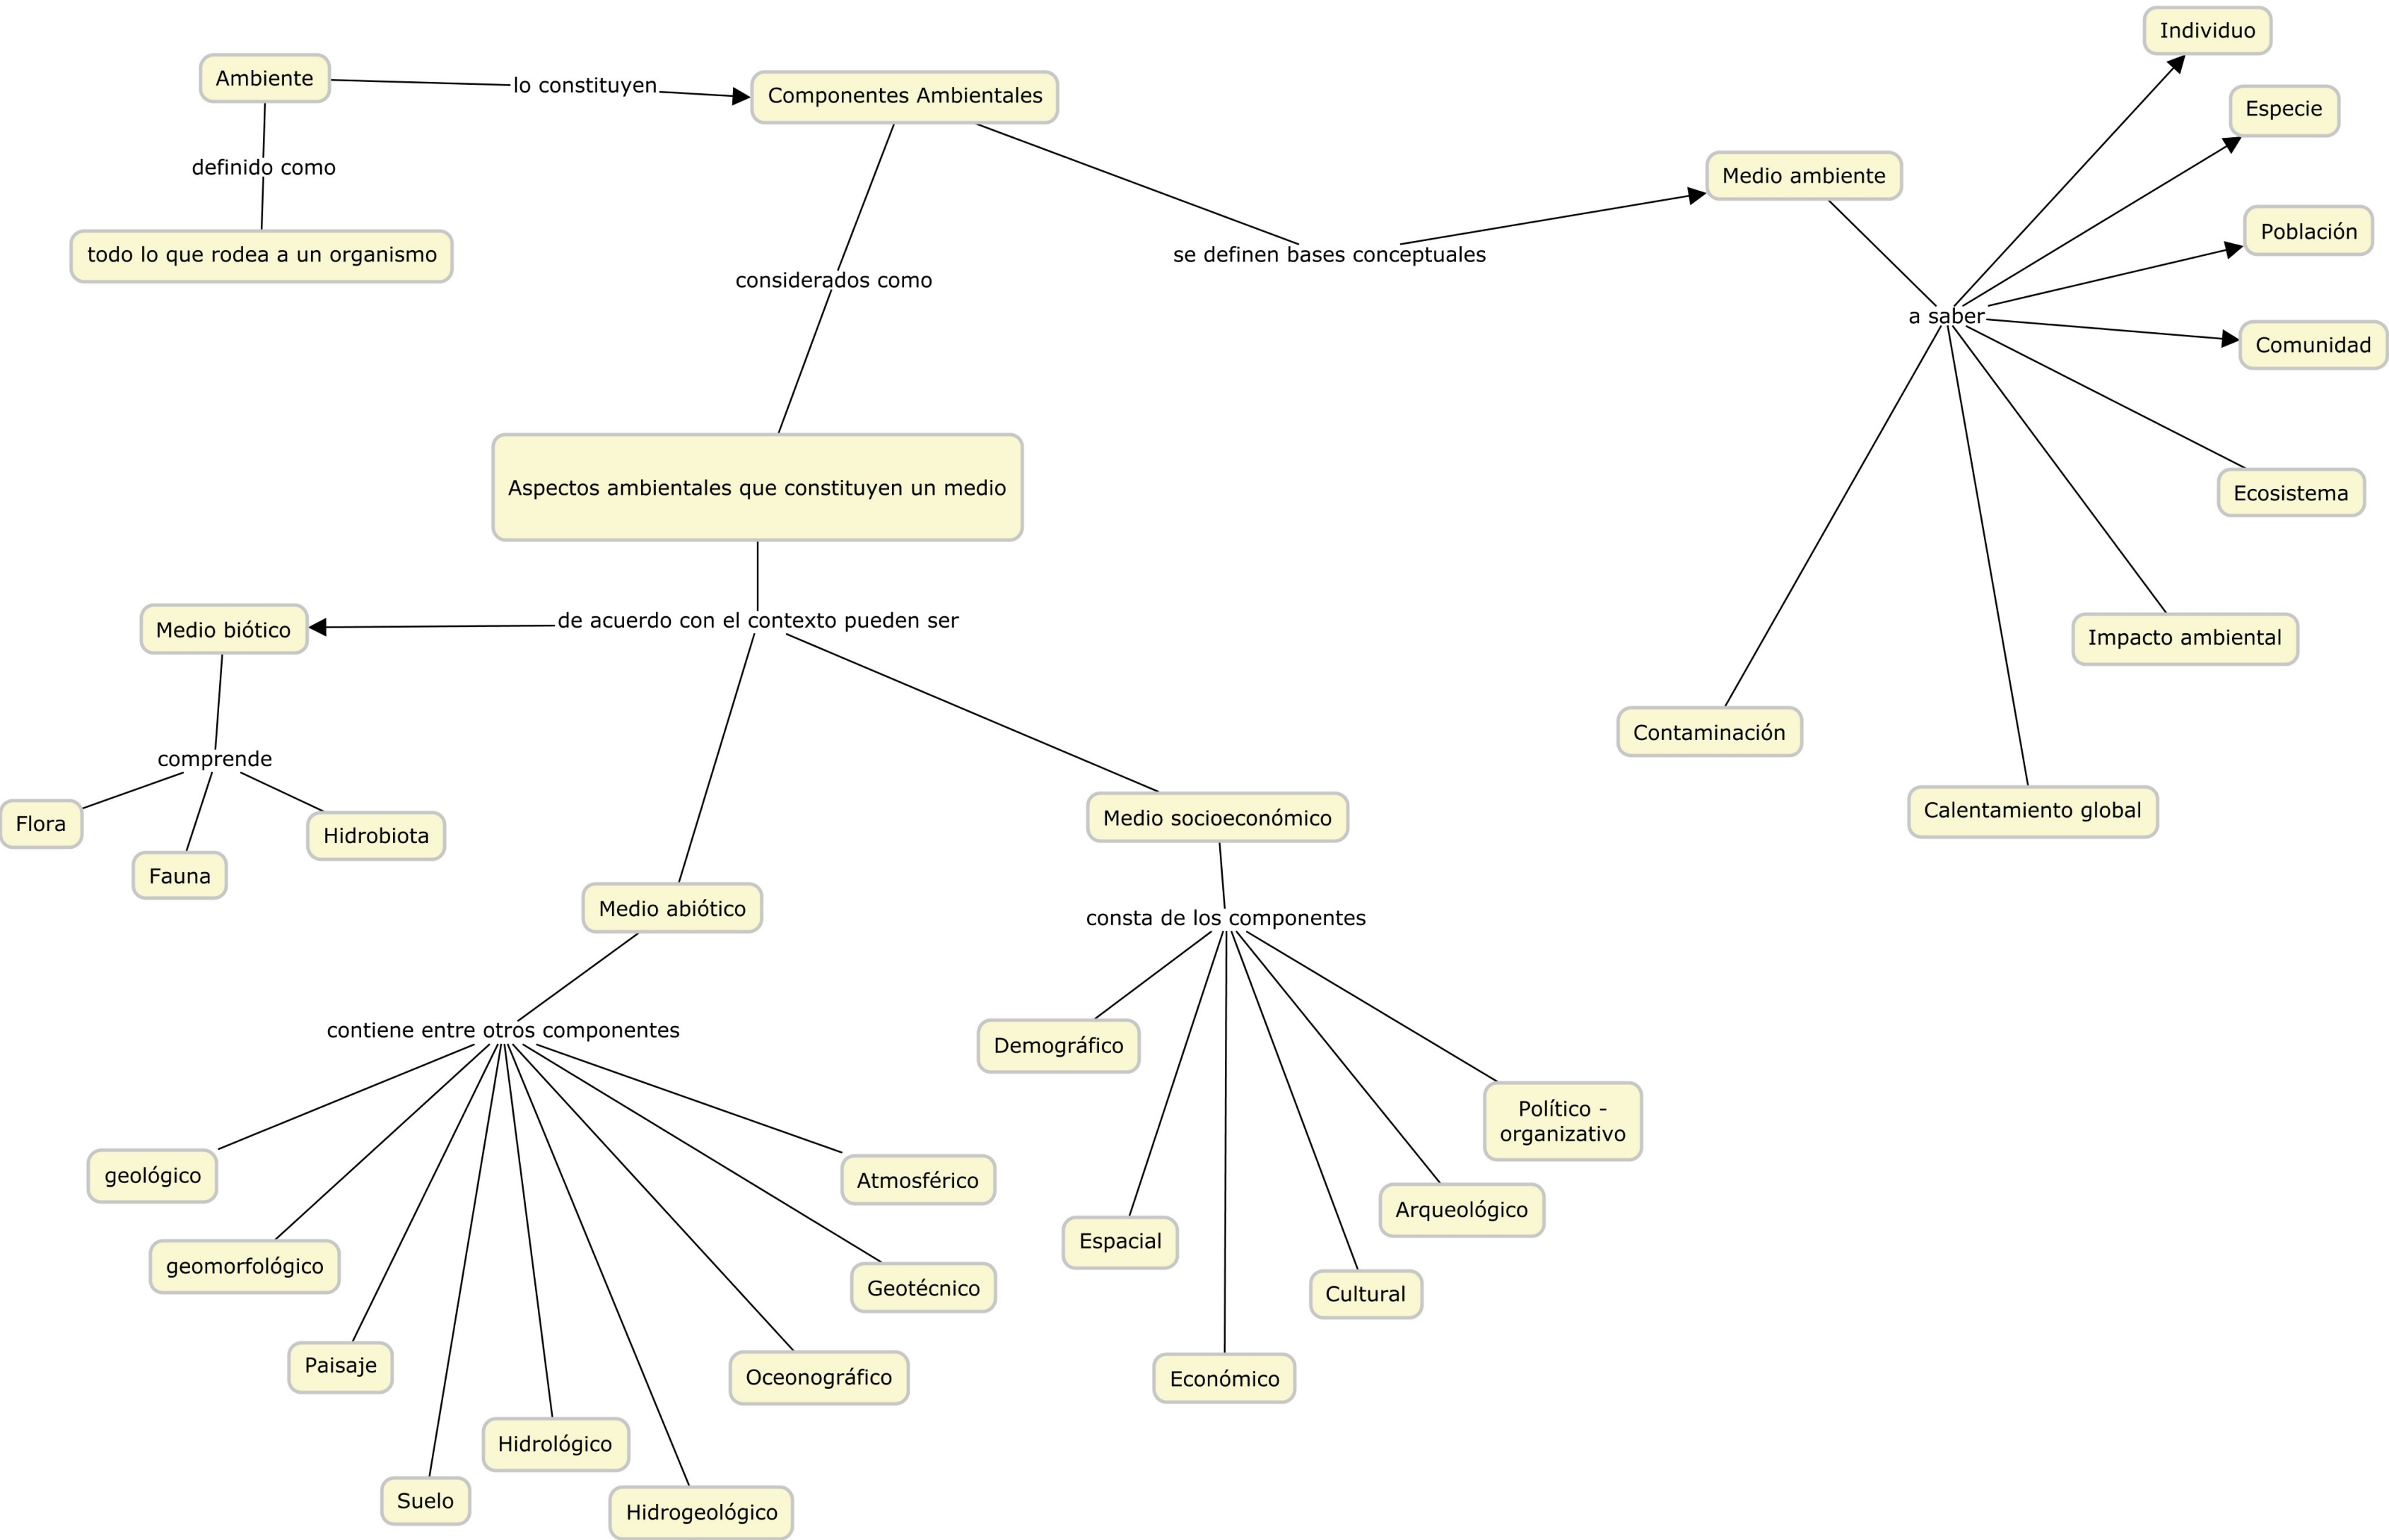 Individuo
Ambiente
lo constituyen
Componentes Ambientales
Especie
definido como
Medio ambiente
todo lo que rodea a un organismo
considerados como
se definen bases conceptuales
Población
a saber
Comunidad
Aspectos ambientales que constituyen un medio
Ecosistema
Medio biótico
de acuerdo con el contexto pueden ser
Impacto ambiental
Contaminación
Calentamiento global
comprende
Flora
Fauna
Hidrobiota
Medio socioeconómico
Medio abiótico
consta de los componentes
contiene entre otros componentes
Demográfico
Político -
organizativo
geológico
Atmosférico
Arqueológico
Espacial
geomorfológico
Geotécnico
Cultural
Paisaje
Oceonográfico
Económico
Hidrológico
Suelo
Hidrogeológico